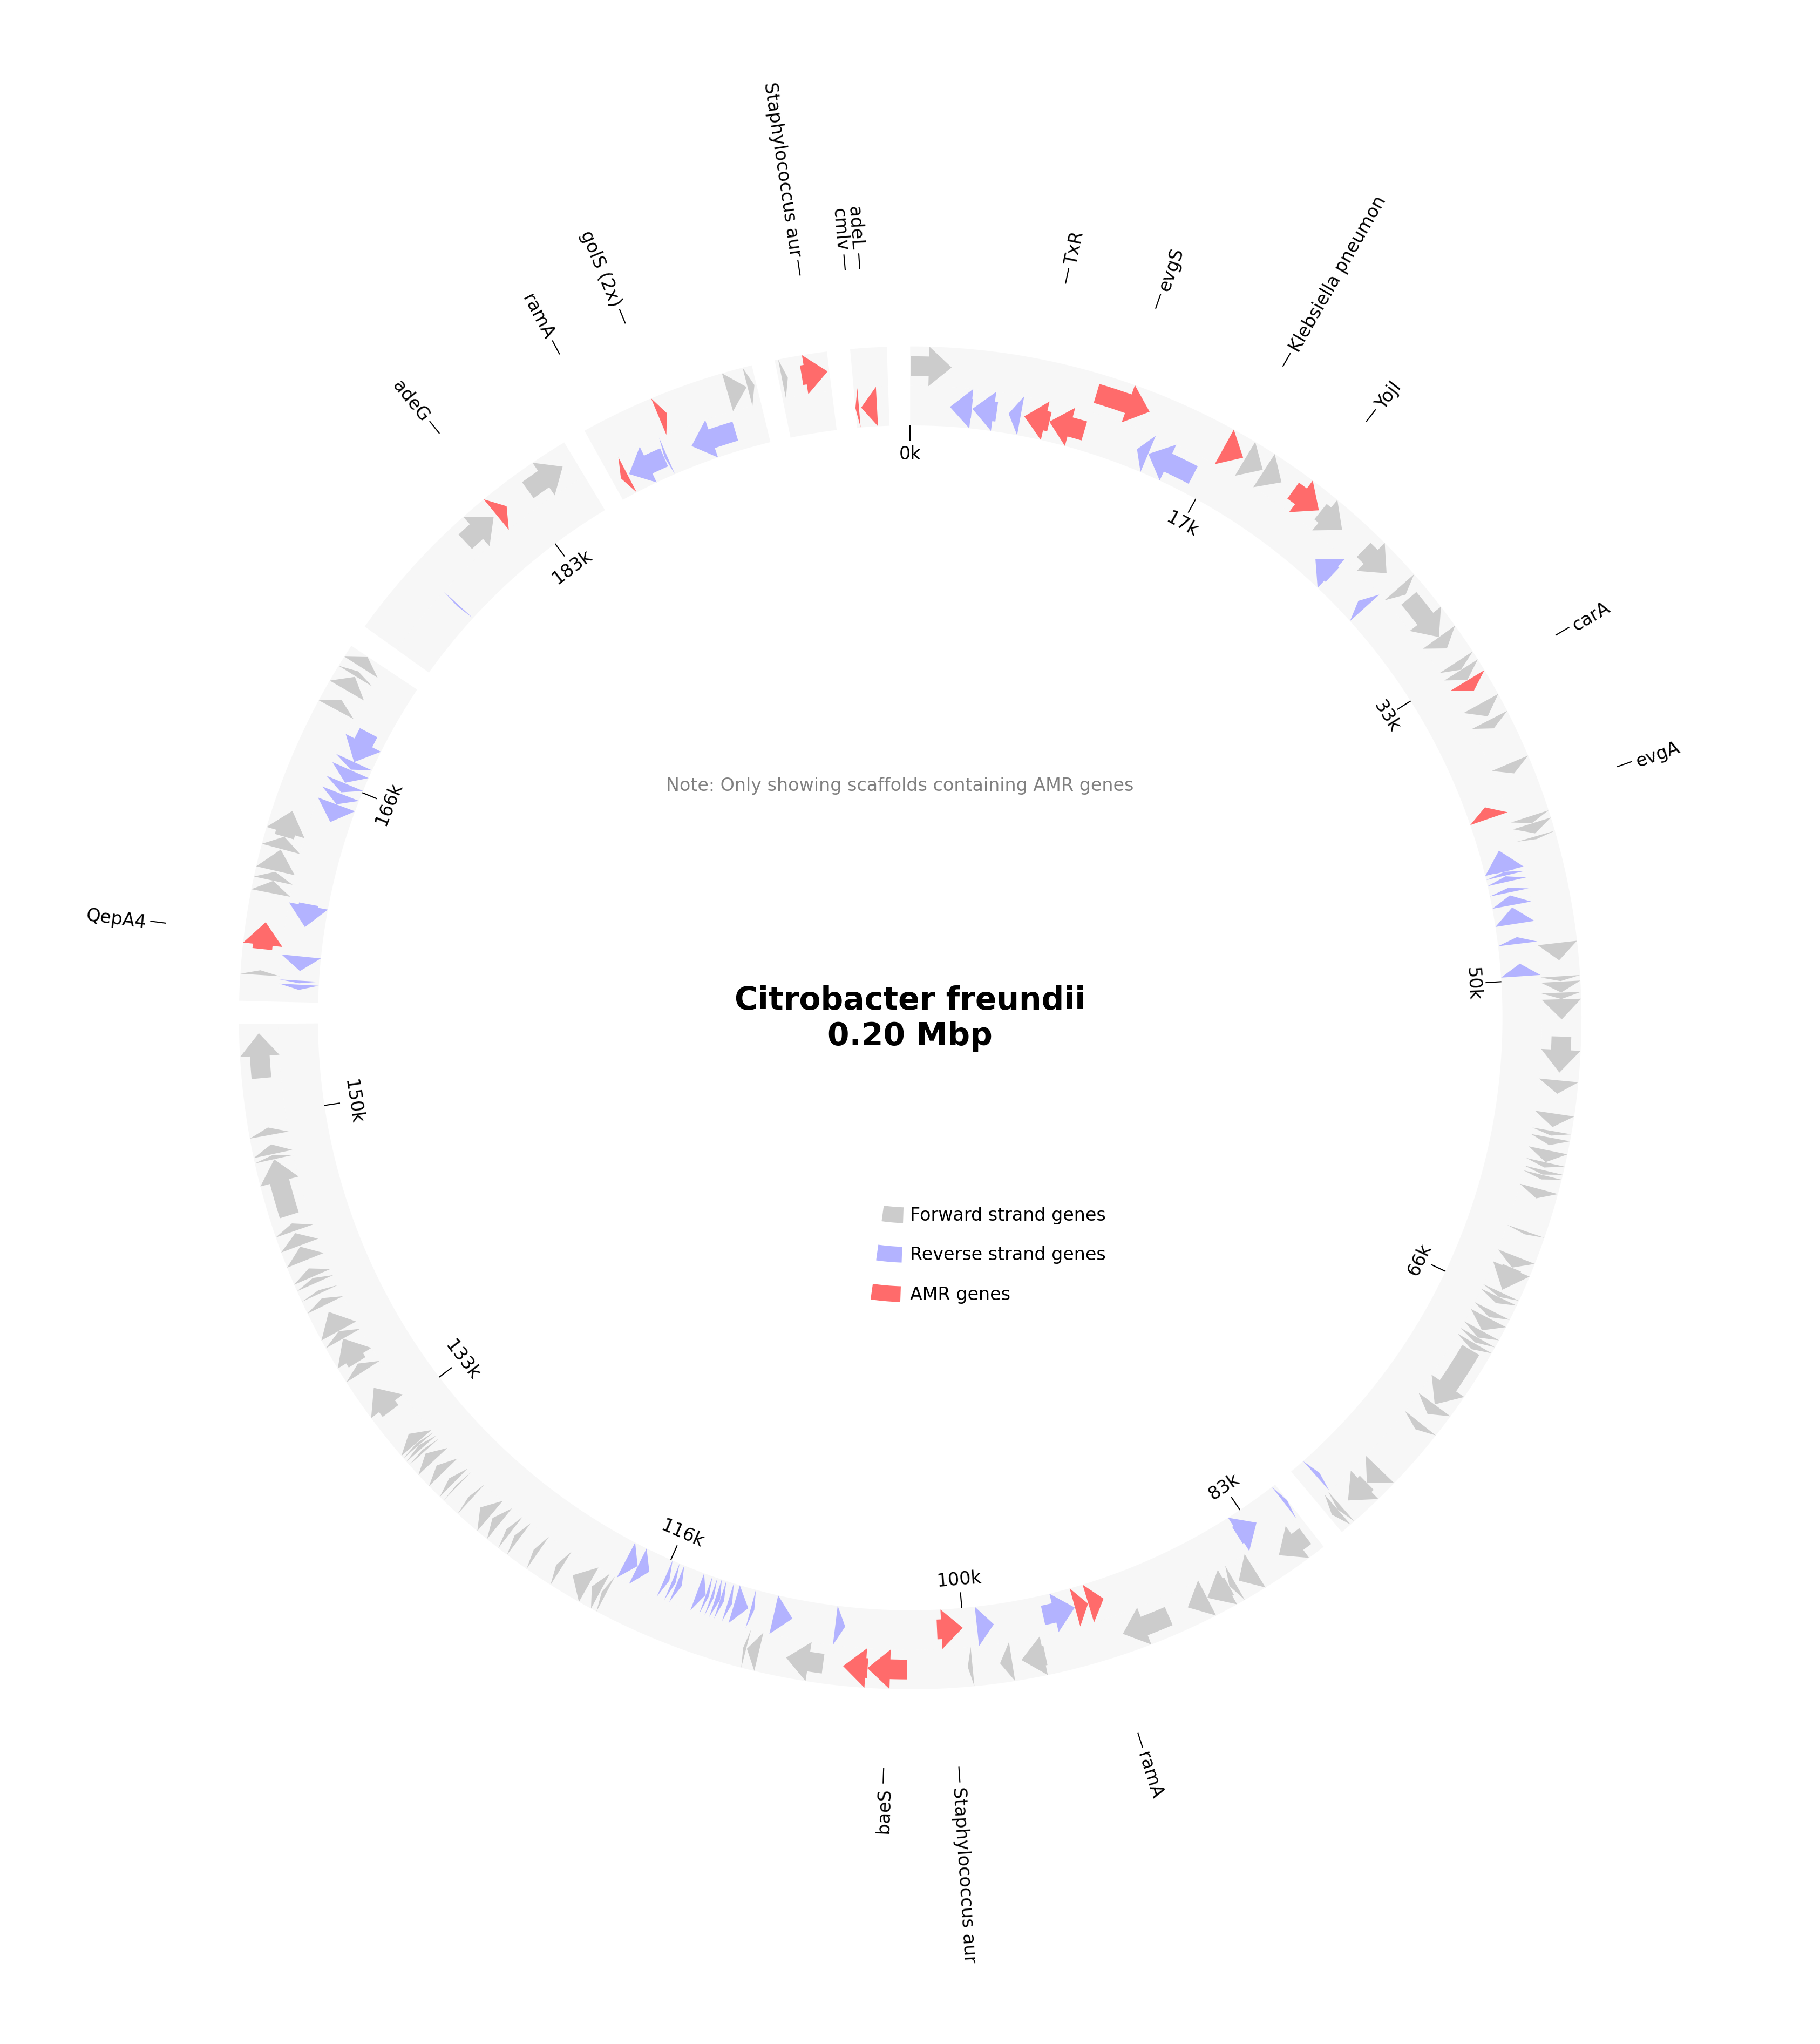 Staphylococcus aur
cmlv
adeL
golS (2x)
ramA
adeG
TxR
evgS
Klebsiella pneumon
YojI
carA
evgA
0k
17k
33k
50k
66k
83k
100k
116k
133k
150k
166k
183k
Note: Only showing scaffolds containing AMR genes
QepA4
Citrobacter freundii
0.20 Mbp
Forward strand genes
Reverse strand genes
AMR genes
ramA
Staphylococcus aur
baeS